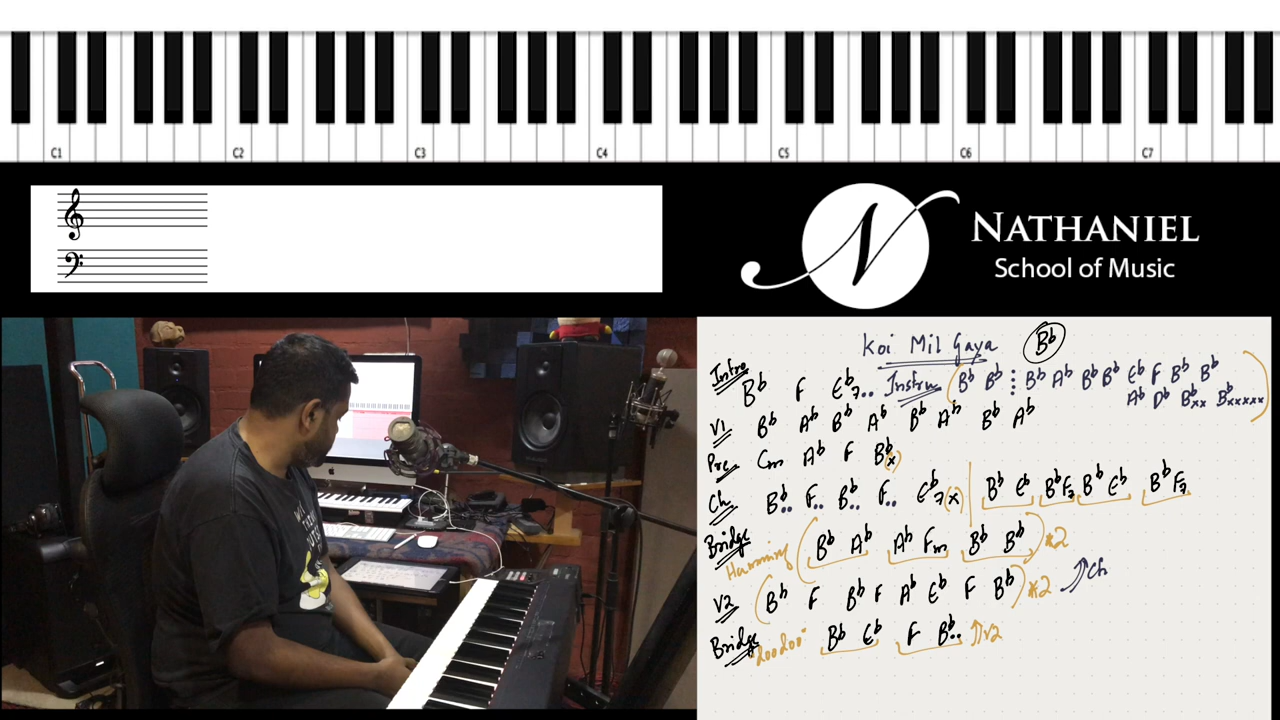 C1 C2 C3 C4 C5 C6 C7
NATHANIEL
School of Music
Koi Mil Gaya Bb
Intro Bb F Eb7.. Instru (Bb Bb ⋮ Bb Ab Bb Bb Eb F Bb Bb
Ab Db Bbxx Bbxxxxx)
V1 Bb Ab Bb Ab Bb Ab Bb Ab
Pre Cm Ab F Bb(x)
Ch Bb.. F.. Bb.. F.. Eb7(x) | Bb Eb Bb F7 Bb Eb Bb F7
Bridge Humming (Bb Ab Ab Fm Bb Bb) *2
V2 (Bb F Bb F Ab Eb F Bb) *2 ↑ Ch
Bridge "doodoo" Bb Eb F Bb.. ↑ V2